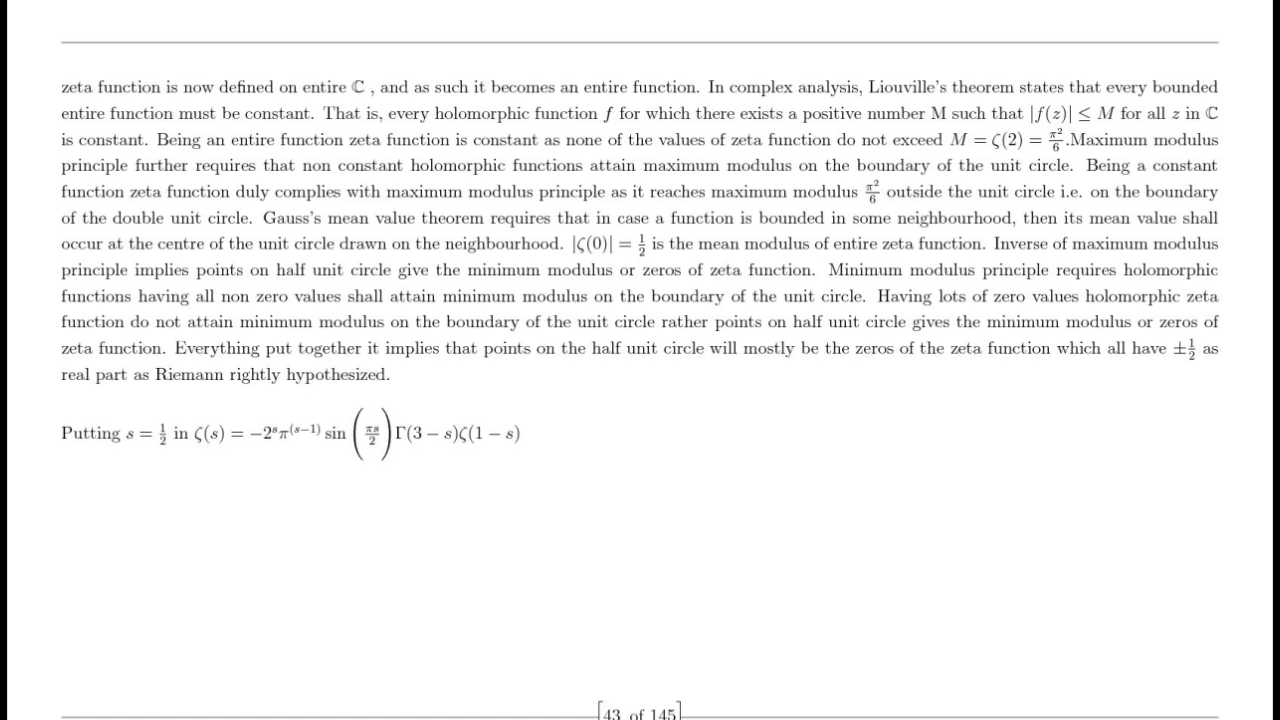 zeta function is now defined on entire ℂ , and as such it becomes an entire function. In complex analysis, Liouville's theorem states that every bounded
entire function must be constant. That is, every holomorphic function f for which there exists a positive number M such that |f(z)| ≤ M for all z in ℂ
is constant. Being an entire function zeta function is constant as none of the values of zeta function do not exceed M = ζ(2) = π²/6.Maximum modulus
principle further requires that non constant holomorphic functions attain maximum modulus on the boundary of the unit circle. Being a constant
function zeta function duly complies with maximum modulus principle as it reaches maximum modulus π²/6 outside the unit circle i.e. on the boundary
of the double unit circle. Gauss's mean value theorem requires that in case a function is bounded in some neighbourhood, then its mean value shall
occur at the centre of the unit circle drawn on the neighbourhood. |ζ(0)| = 1/2 is the mean modulus of entire zeta function. Inverse of maximum modulus
principle implies points on half unit circle give the minimum modulus or zeros of zeta function. Minimum modulus principle requires holomorphic
functions having all non zero values shall attain minimum modulus on the boundary of the unit circle. Having lots of zero values holomorphic zeta
function do not attain minimum modulus on the boundary of the unit circle rather points on half unit circle gives the minimum modulus or zeros of
zeta function. Everything put together it implies that points on the half unit circle will mostly be the zeros of the zeta function which all have ±1/2 as
real part as Riemann rightly hypothesized.
Putting s = 1/2 in ζ(s) = −2^s π^(s−1) sin(πs/2)Γ(3 − s)ζ(1 − s)
[43 of 145]